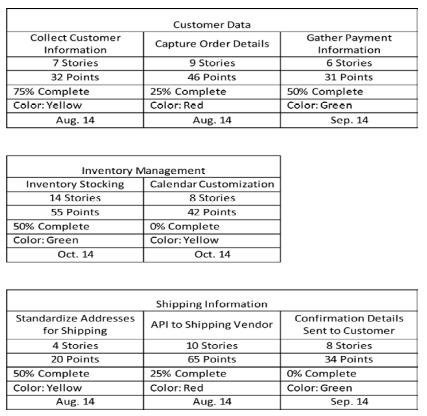 Customer Data
Collect Customer Information
Capture Order Details
Gather Payment Information
7 Stories
9 Stories
6 Stories
32 Points
46 Points
31 Points
75% Complete
25% Complete
50% Complete
Color: Yellow
Color: Red
Color: Green
Aug. 14
Aug. 14
Sep. 14
Inventory Management
Inventory Stocking
Calendar Customization
14 Stories
8 Stories
55 Points
42 Points
50% Complete
0% Complete
Color: Green
Color: Yellow
Oct. 14
Oct. 14
Shipping Information
Standardize Addresses for Shipping
API to Shipping Vendor
Confirmation Details Sent to Customer
4 Stories
10 Stories
8 Stories
20 Points
65 Points
34 Points
50% Complete
25% Complete
0% Complete
Color: Yellow
Color: Red
Color: Green
Aug. 14
Aug. 14
Sep. 14